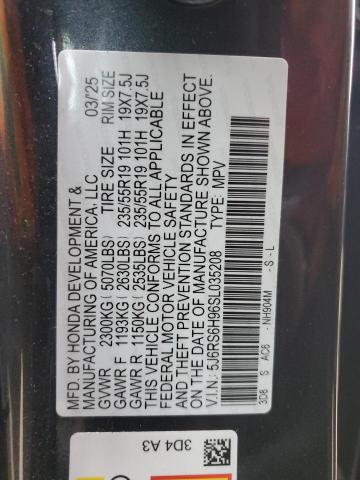 MFD. BY HONDA DEVELOPMENT &
MANUFACTURING OF AMERICA, LLC 03/'25
GVWR 2300KG (5070LBS) TIRE SIZE RIM SIZE
GAWR F 1193KG (2630LBS) 235/55R19 101H 19X7.5J
GAWR R 1150KG (2535LBS) 235/55R19 101H 19X7.5J
THIS VEHICLE CONFORMS TO ALL APPLICABLE
FEDERAL MOTOR VEHICLE SAFETY
AND THEFT PREVENTION STANDARDS IN EFFECT
ON THE DATE OF MANUFACTURE SHOWN ABOVE.
V.I.N.: 5J6RS6H96SL035208 TYPE: MPV
3D8 S AC6 - NH904M - S - L
3D4 A3